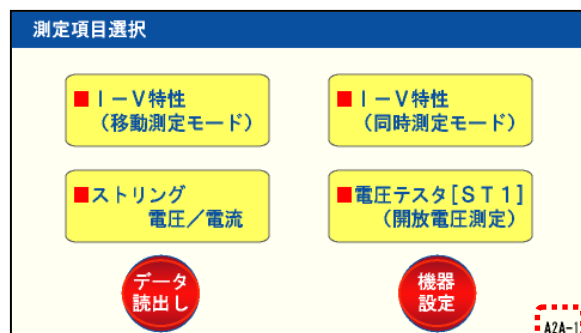 測定項目選択
■Ｉ－Ｖ特性
（移動測定モード）
■Ｉ－Ｖ特性
（同時測定モード）
■ストリング
電圧／電流
■電圧テスタ[ＳＴ１]
（開放電圧測定）
データ
読出し
機器
設定
A2A-1